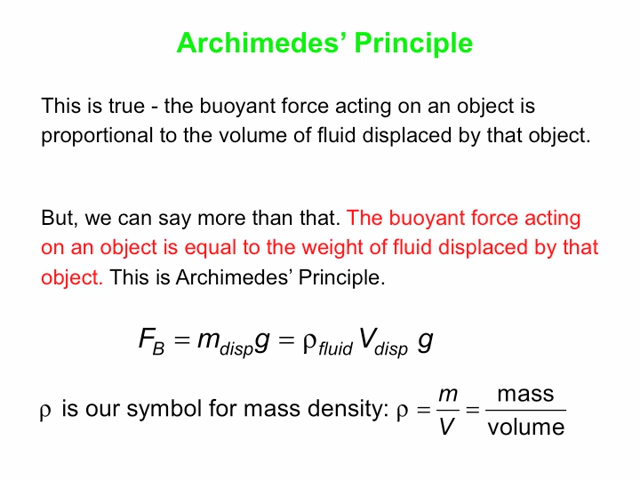 Archimedes’ Principle
This is true - the buoyant force acting on an object is
proportional to the volume of fluid displaced by that object.
But, we can say more than that. The buoyant force acting
on an object is equal to the weight of fluid displaced by that
object. This is Archimedes’ Principle.
F_B = m_disp g = ρ_fluid V_disp g
ρ is our symbol for mass density: ρ = m/V = mass/volume